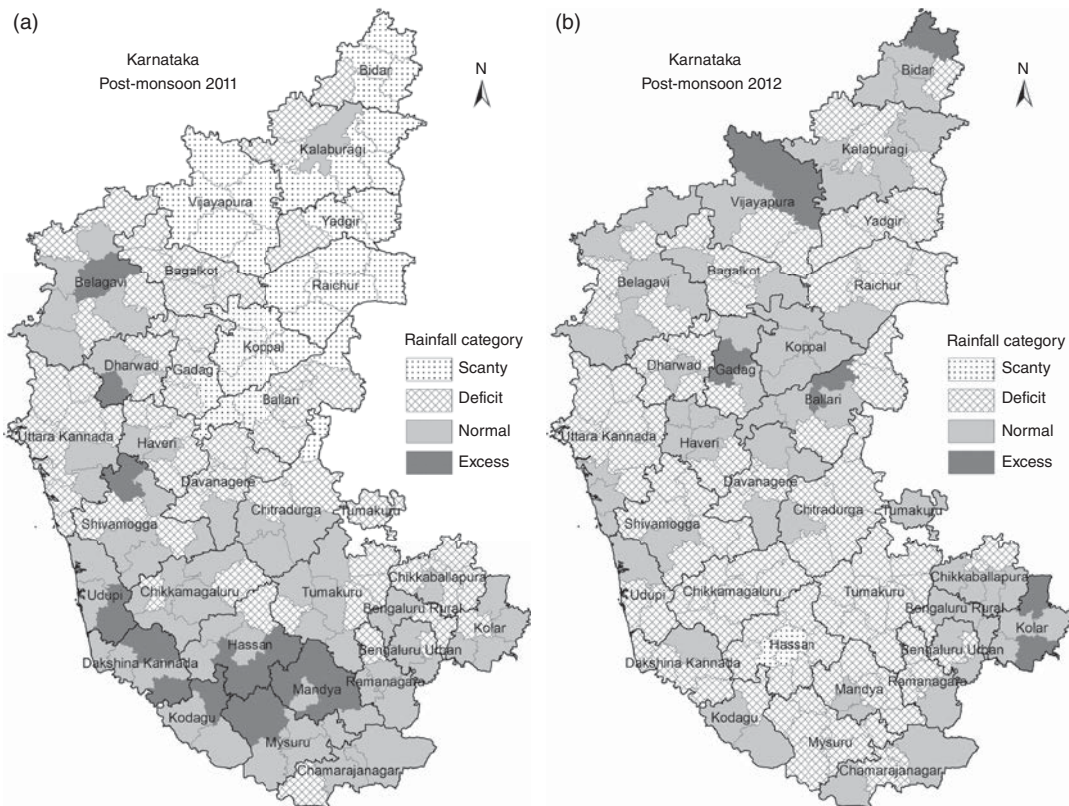 (a)
Karnataka
Post-monsoon 2011
N
Bidar
Kalaburagi
Vijayapura
Yadgir
Bagalkot
Belagavi
Raichur
Koppal
Dharwad
Gadag
Ballari
Uttara Kannada
Haveri
Davanagere
Chitradurga
Tumakuru
Shivamogga
Chikkaballapura
Udupi
Chikkamagaluru
Tumakuru
Bengaluru Rural
Kolar
Hassan
Bengaluru Urban
Dakshina Kannada
Ramanagara
Mandya
Kodagu
Mysuru
Chamarajanagar
Rainfall category
Scanty
Deficit
Normal
Excess
(b)
Karnataka
Post-monsoon 2012
N
Bidar
Kalaburagi
Vijayapura
Yadgir
Bagalkot
Belagavi
Raichur
Koppal
Dharwad
Gadag
Ballari
Uttara Kannada
Haveri
Davanagere
Chitradurga
Tumakuru
Shivamogga
Chikkaballapura
Udupi
Chikkamagaluru
Tumakuru
Bengaluru Rural
Kolar
Hassan
Bengaluru Urban
Dakshina Kannada
Ramanagara
Mandya
Kodagu
Mysuru
Chamarajanagar
Rainfall category
Scanty
Deficit
Normal
Excess